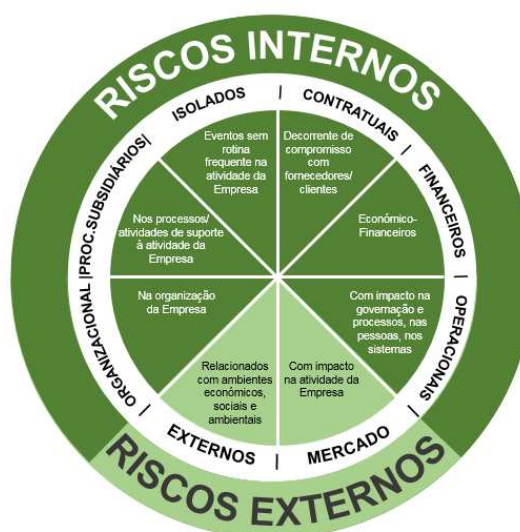 RISCOS INTERNOS
ISOLADOS | CONTRATUAIS | FINANCEIROS | OPERACIONAIS
ORGANIZACIONAL |PROC.SUBSIDIÁRIOS|
Eventos sem
rotina
frequente na
atividade da
Empresa
Decorrente de
compromisso
com
fornecedores/
clientes
Nos processos/
atividades de suporte
à atividade da
Empresa
Económico-
Financeiros
Na organização
da Empresa
Com impacto na
governação e
processos, nas
pessoas, nos
sistemas
Relacionados
com ambientes
económicos,
sociais e
ambientais
Com impacto
na atividade da
Empresa
| EXTERNOS | MERCADO |
RISCOS EXTERNOS